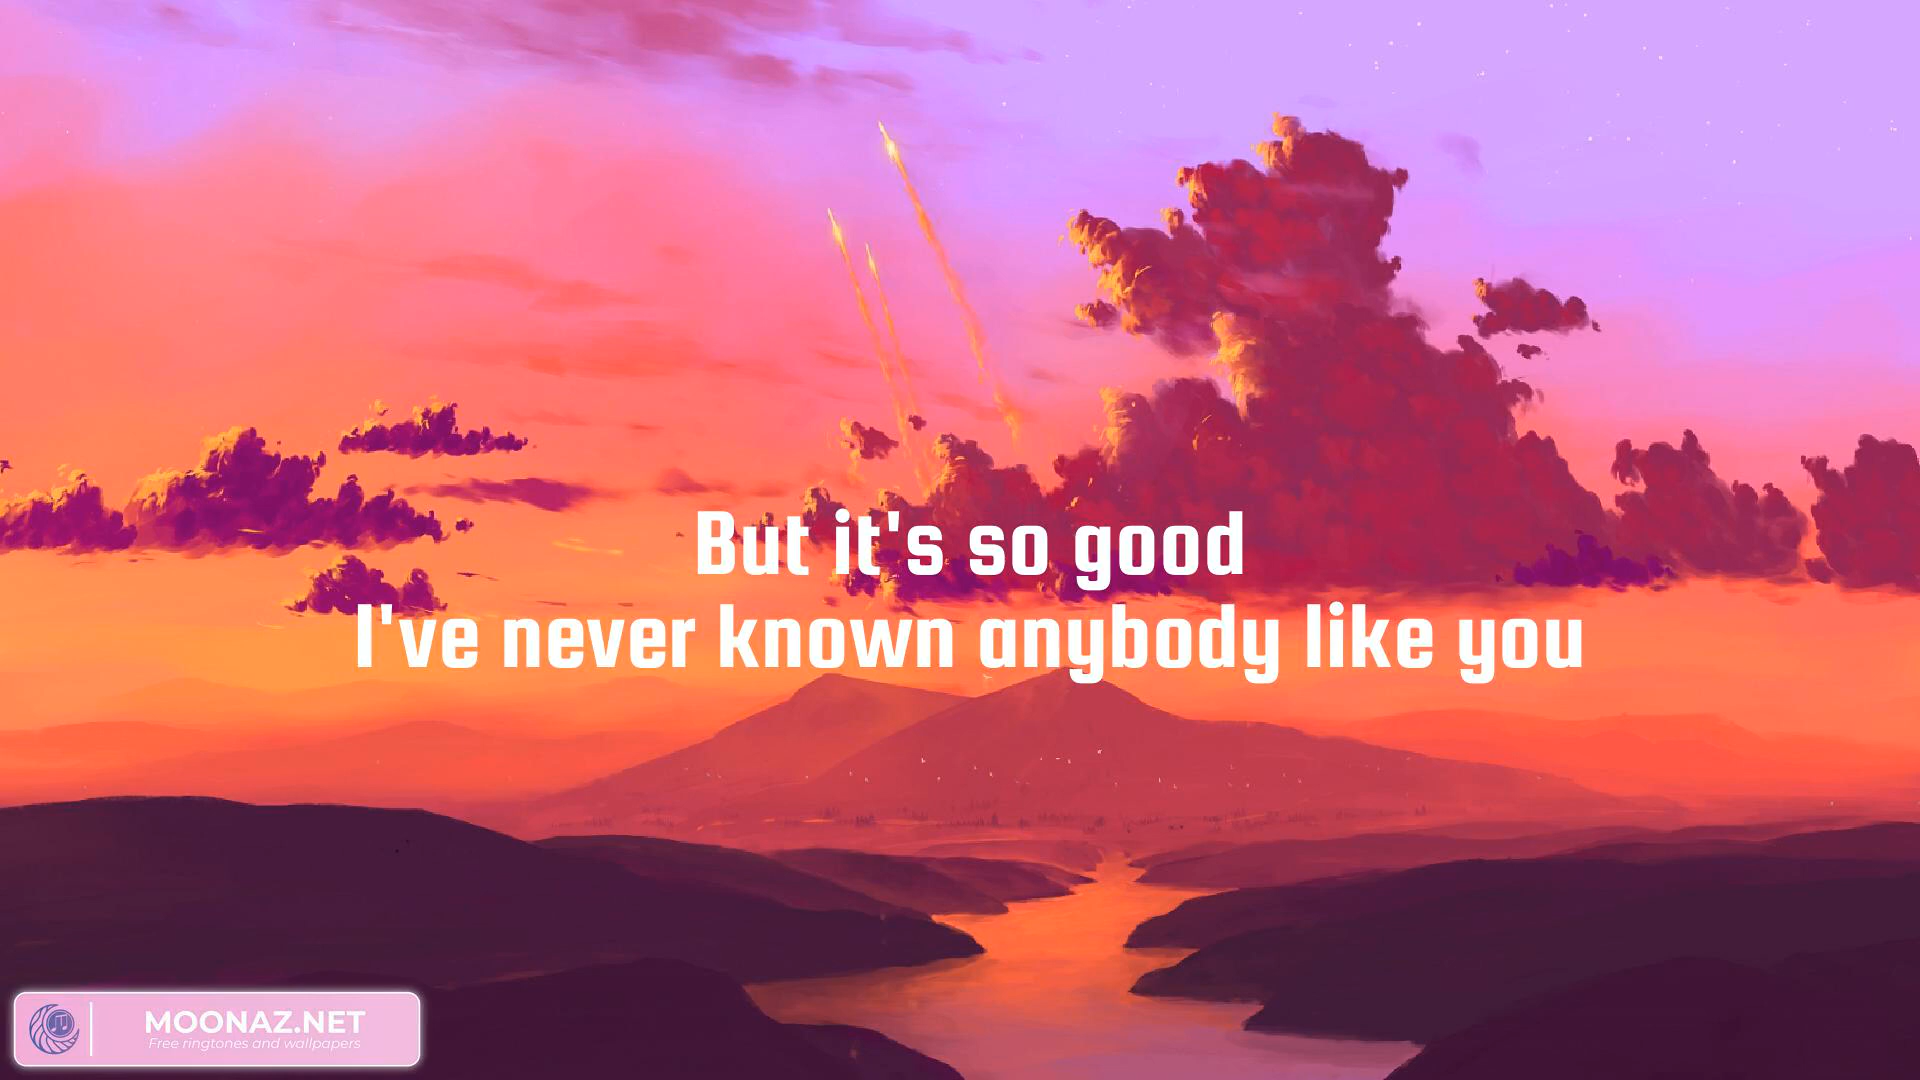 But it's so good
I've never known anybody like you
MOONAZ.NET
Free ringtones and wallpapers